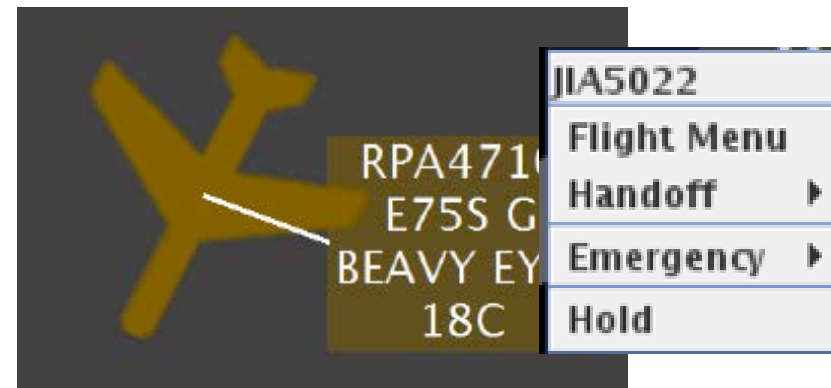 RPA471
E75S G
BEAVY EY
18C
JIA5022
Flight Menu
Handoff
Emergency
Hold